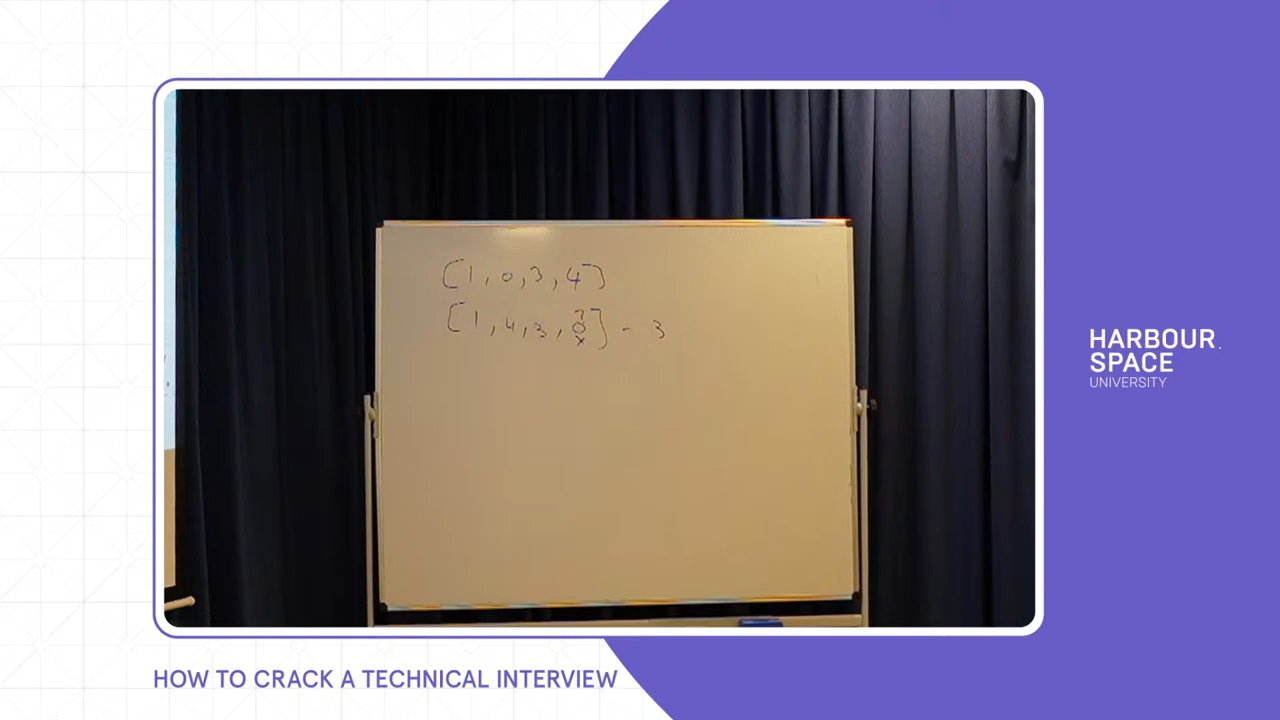 [1, 0, 3, 4]
[1, 4, 3, 0] - 3
HARBOUR.
SPACE
UNIVERSITY
HOW TO CRACK A TECHNICAL INTERVIEW